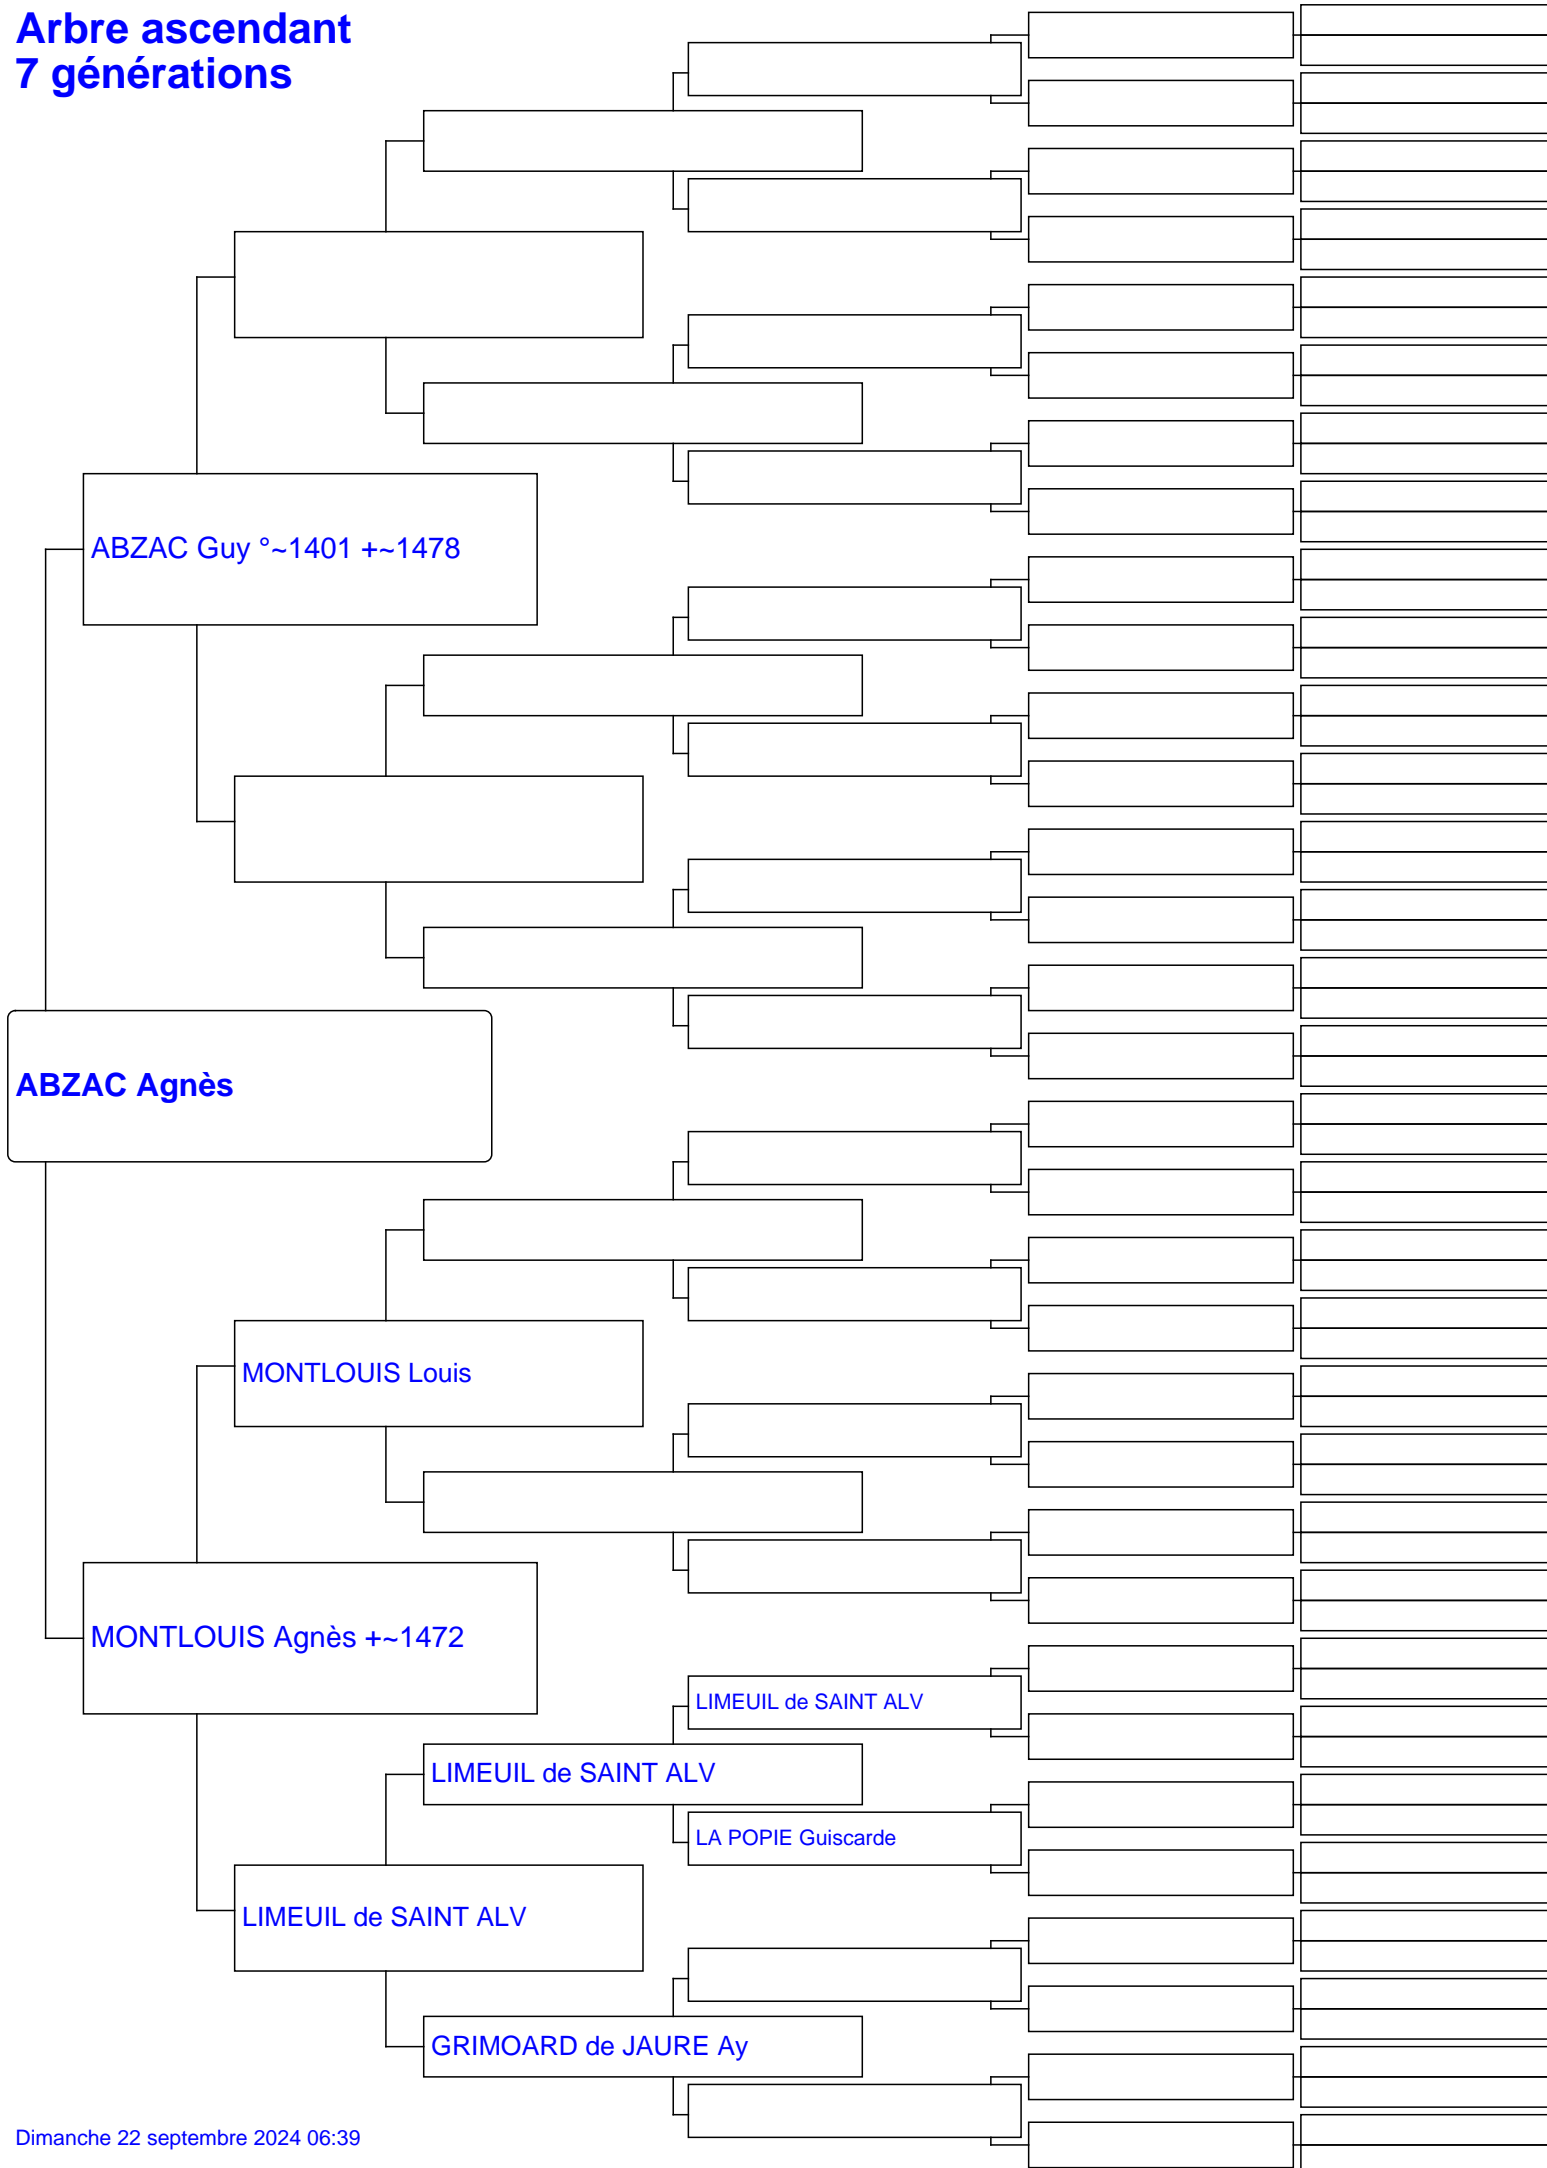 Arbre ascendant
7 générations
ABZAC Guy °~1401 +~1478
ABZAC Agnès
MONTLOUIS Louis
MONTLOUIS Agnès +~1472
LIMEUIL de SAINT ALV
LIMEUIL de SAINT ALV
LA POPIE Guiscarde
LIMEUIL de SAINT ALV
GRIMOARD de JAURE Ay
Dimanche 22 septembre 2024 06:39